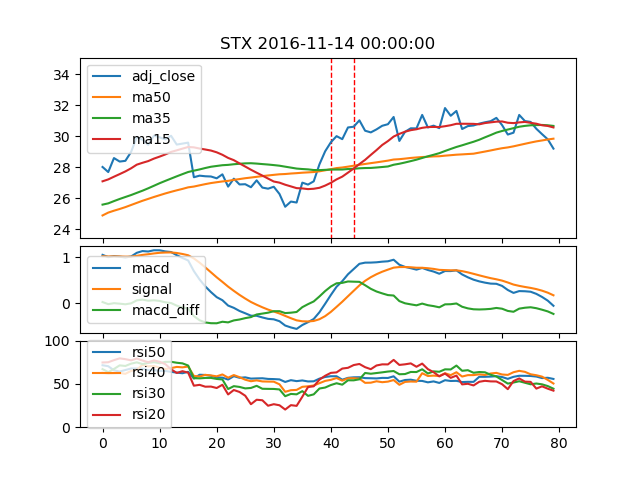 STX 2016-11-14 00:00:00
34
32
30
28
26
24
adj_close
ma50
ma35
ma15
1
0
macd
signal
macd_diff
100
50
0
rsi50
rsi40
rsi30
rsi20
0 10 20 30 40 50 60 70 80